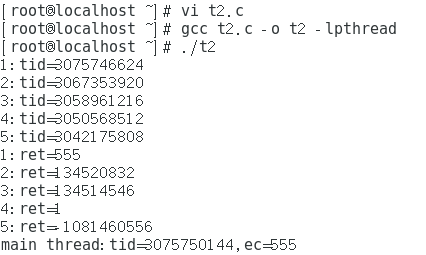 [root@localhost ~]# vi t2.c
[root@localhost ~]# gcc t2.c -o t2 -lpthread
[root@localhost ~]# ./t2
1: tid=3075746624
2: tid=3067353920
3: tid=3058961216
4: tid=3050568512
5: tid=3042175808
1: ret=555
2: ret=134520832
3: ret=134514546
4: ret=1
5: ret=-1081460556
main thread: tid=3075750144, ec=555